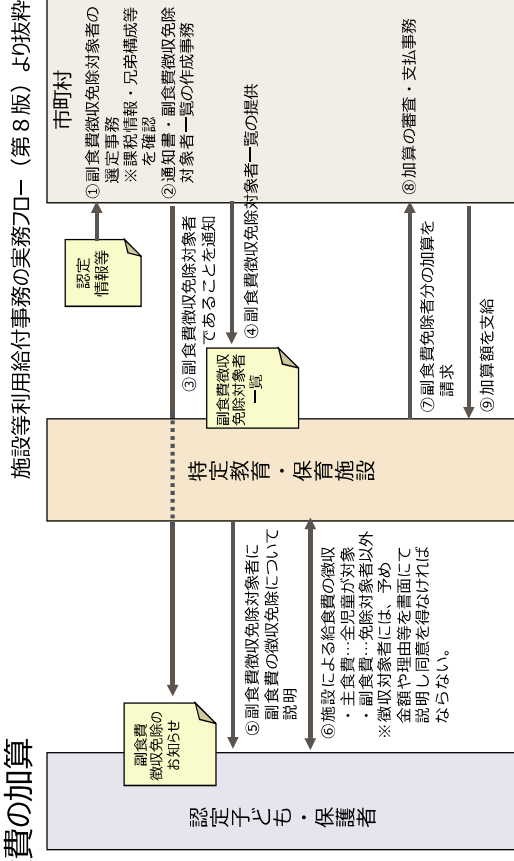 費の加算
施設等利用給付事務の実務フロー（第８版）より抜粋
認定子ども・保護者
特定教育・保育施設
市町村
認定
情報等
①副食費徴収免除対象者の
選定事務
※課税情報・兄弟構成等
を確認
②通知書・副食費徴収免除
対象者一覧の作成事務
③副食費徴収免除対象者
であることを通知
副食費
徴収免除の
お知らせ
④副食費徴収免除対象者一覧の提供
副食費徴収
免除対象者
一覧
⑤副食費徴収免除対象者に
副食費の徴収免除について
説明
⑥施設による給食費の徴収
・主食費…全児童が対象
・副食費…免除対象者以外
※徴収対象者には、予め
金額や理由等を書面にて
説明し同意を得なければ
ならない。
⑦副食費免除者分の加算を
請求
⑧加算の審査・支払事務
⑨加算額を支給